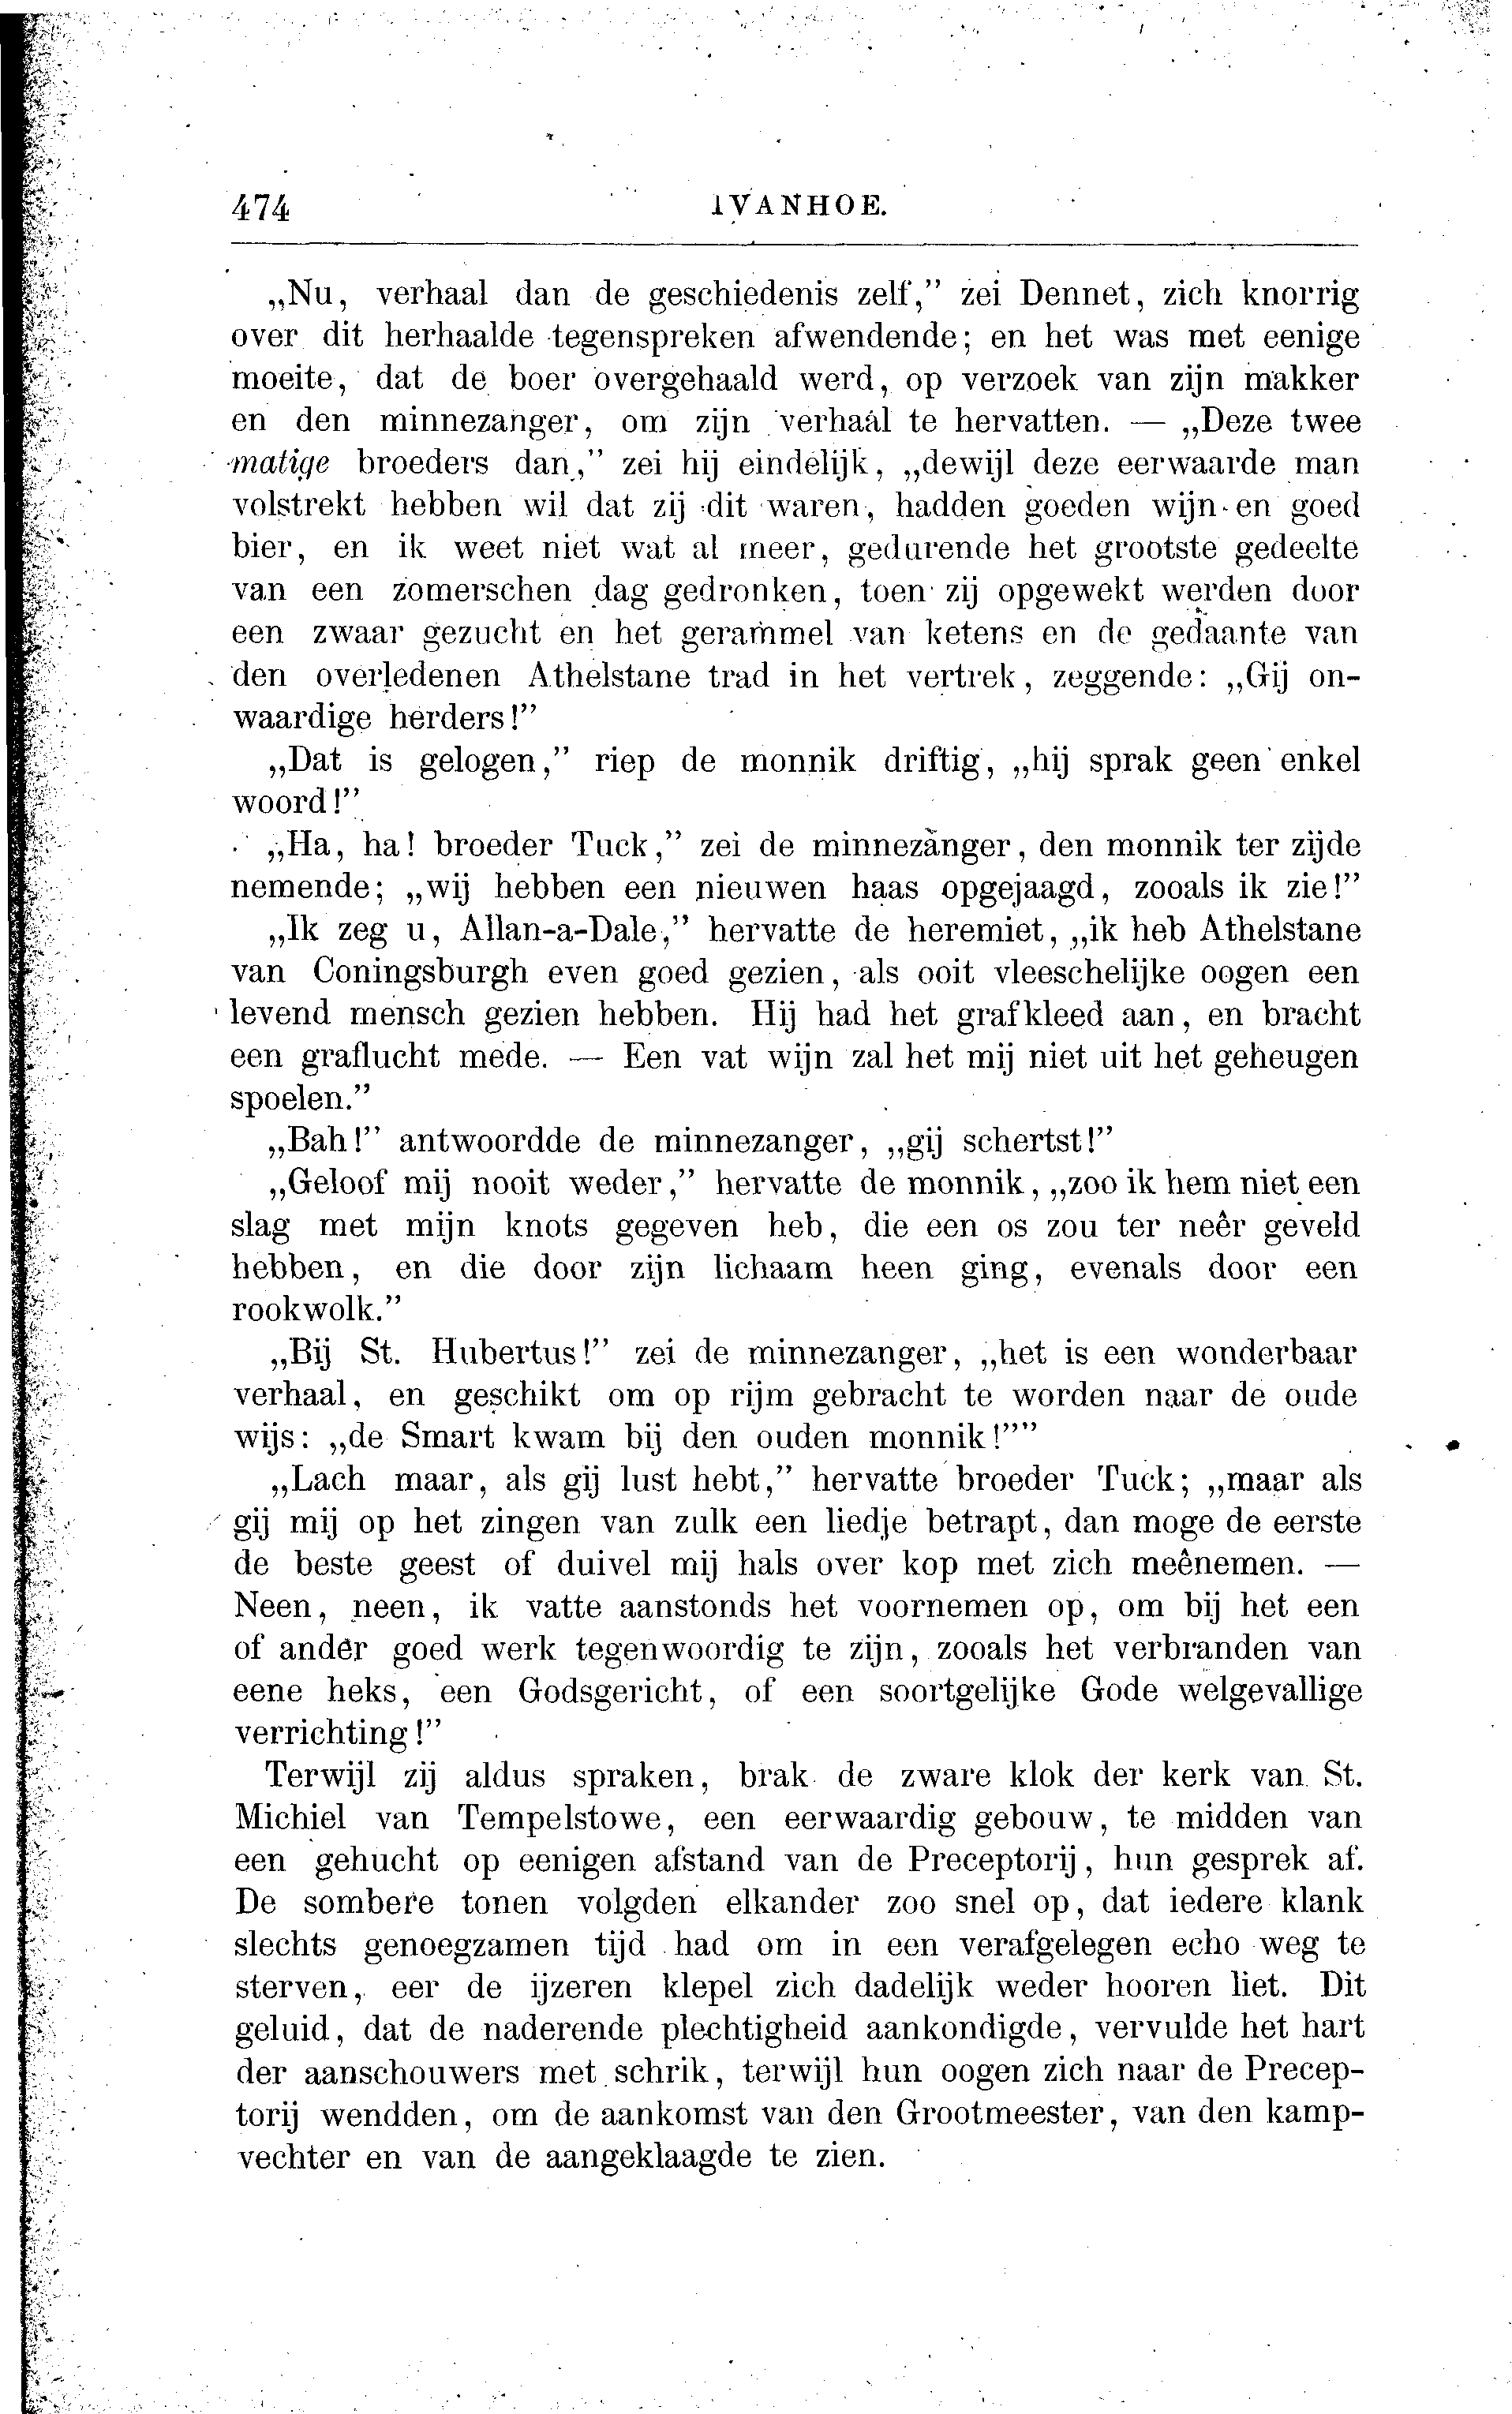 474
IVANHOE.
„Nu, verhaal dan de geschiedenis zelf,” zei Dennet, zich knorrig
over dit herhaalde tegenspreken afwendende; en het was met eenige
moeite, dat de boer overgehaald werd, op verzoek van zijn makker
en den minnezanger, om zijn verhaal te hervatten. — „Deze twee
matige broeders dan,” zei hij eindelijk, „dewijl deze eerwaarde man
volstrekt hebben wil dat zij dit waren, hadden goeden wijn en goed
bier, en ik weet niet wat al meer, gedurende het grootste gedeelte
van een zomerschen dag gedronken, toen zij opgewekt werden door
een zwaar gezucht en het gerammel van ketens en de gedaante van
den overledenen Athelstane trad in het vertrek, zeggende: „Gij on-
waardige herders!”
„Dat is gelogen,” riep de monnik driftig, „hij sprak geen enkel
woord!”
„Ha, ha! broeder Tuck,” zei de minnezanger, den monnik ter zijde
nemende; „wij hebben een nieuwen haas opgejaagd, zooals ik zie!”
„Ik zeg u, Allan-a-Dale,” hervatte de heremiet, „ik heb Athelstane
van Coningsburgh even goed gezien, als ooit vleeschelijke oogen een
levend mensch gezien hebben. Hij had het grafkleed aan, en bracht
een graflucht mede. — Een vat wijn zal het mij niet uit het geheugen
spoelen.”
„Bah!” antwoordde de minnezanger, „gij schertst!”
„Geloof mij nooit weder,” hervatte de monnik, „zoo ik hem niet een
slag met mijn knots gegeven heb, die een os zou ter neêr geveld
hebben, en die door zijn lichaam heen ging, evenals door een
rookwolk.”
„Bij St. Hubertus!” zei de minnezanger, „het is een wonderbaar
verhaal, en geschikt om op rijm gebracht te worden naar de oude
wijs: „de Smart kwam bij den ouden monnik!””
„Lach maar, als gij lust hebt,” hervatte broeder Tuck; „maar als
gij mij op het zingen van zulk een liedje betrapt, dan moge de eerste
de beste geest of duivel mij hals over kop met zich meênemen. —
Neen, neen, ik vatte aanstonds het voornemen op, om bij het een
of ander goed werk tegenwoordig te zijn, zooals het verbranden van
eene heks, een Godsgericht, of een soortgelijke Gode welgevallige
verrichting!”
Terwijl zij aldus spraken, brak de zware klok der kerk van St.
Michiel van Tempelstowe, een eerwaardig gebouw, te midden van
een gehucht op eenigen afstand van de Preceptorij, hun gesprek af.
De sombere tonen volgden elkander zoo snel op, dat iedere klank
slechts genoegzamen tijd had om in een verafgelegen echo weg te
sterven, eer de ijzeren klepel zich dadelijk weder hooren liet. Dit
geluid, dat de naderende plechtigheid aankondigde, vervulde het hart
der aanschouwers met schrik, terwijl hun oogen zich naar de Precep-
torij wendden, om de aankomst van den Grootmeester, van den kamp-
vechter en van de aangeklaagde te zien.